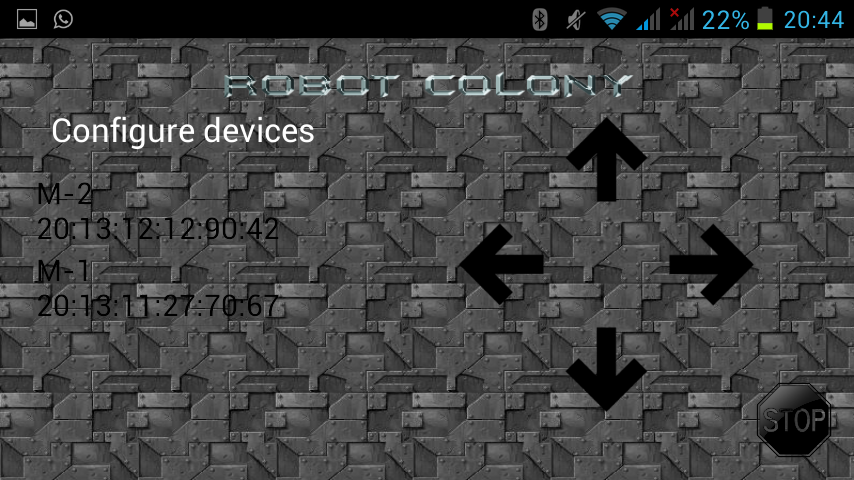 22% 20:44
ROBOT COLONY
Configure devices
M-2
20:13:12:12:90:42
M-1
20:13:11:27:70:67
STOP